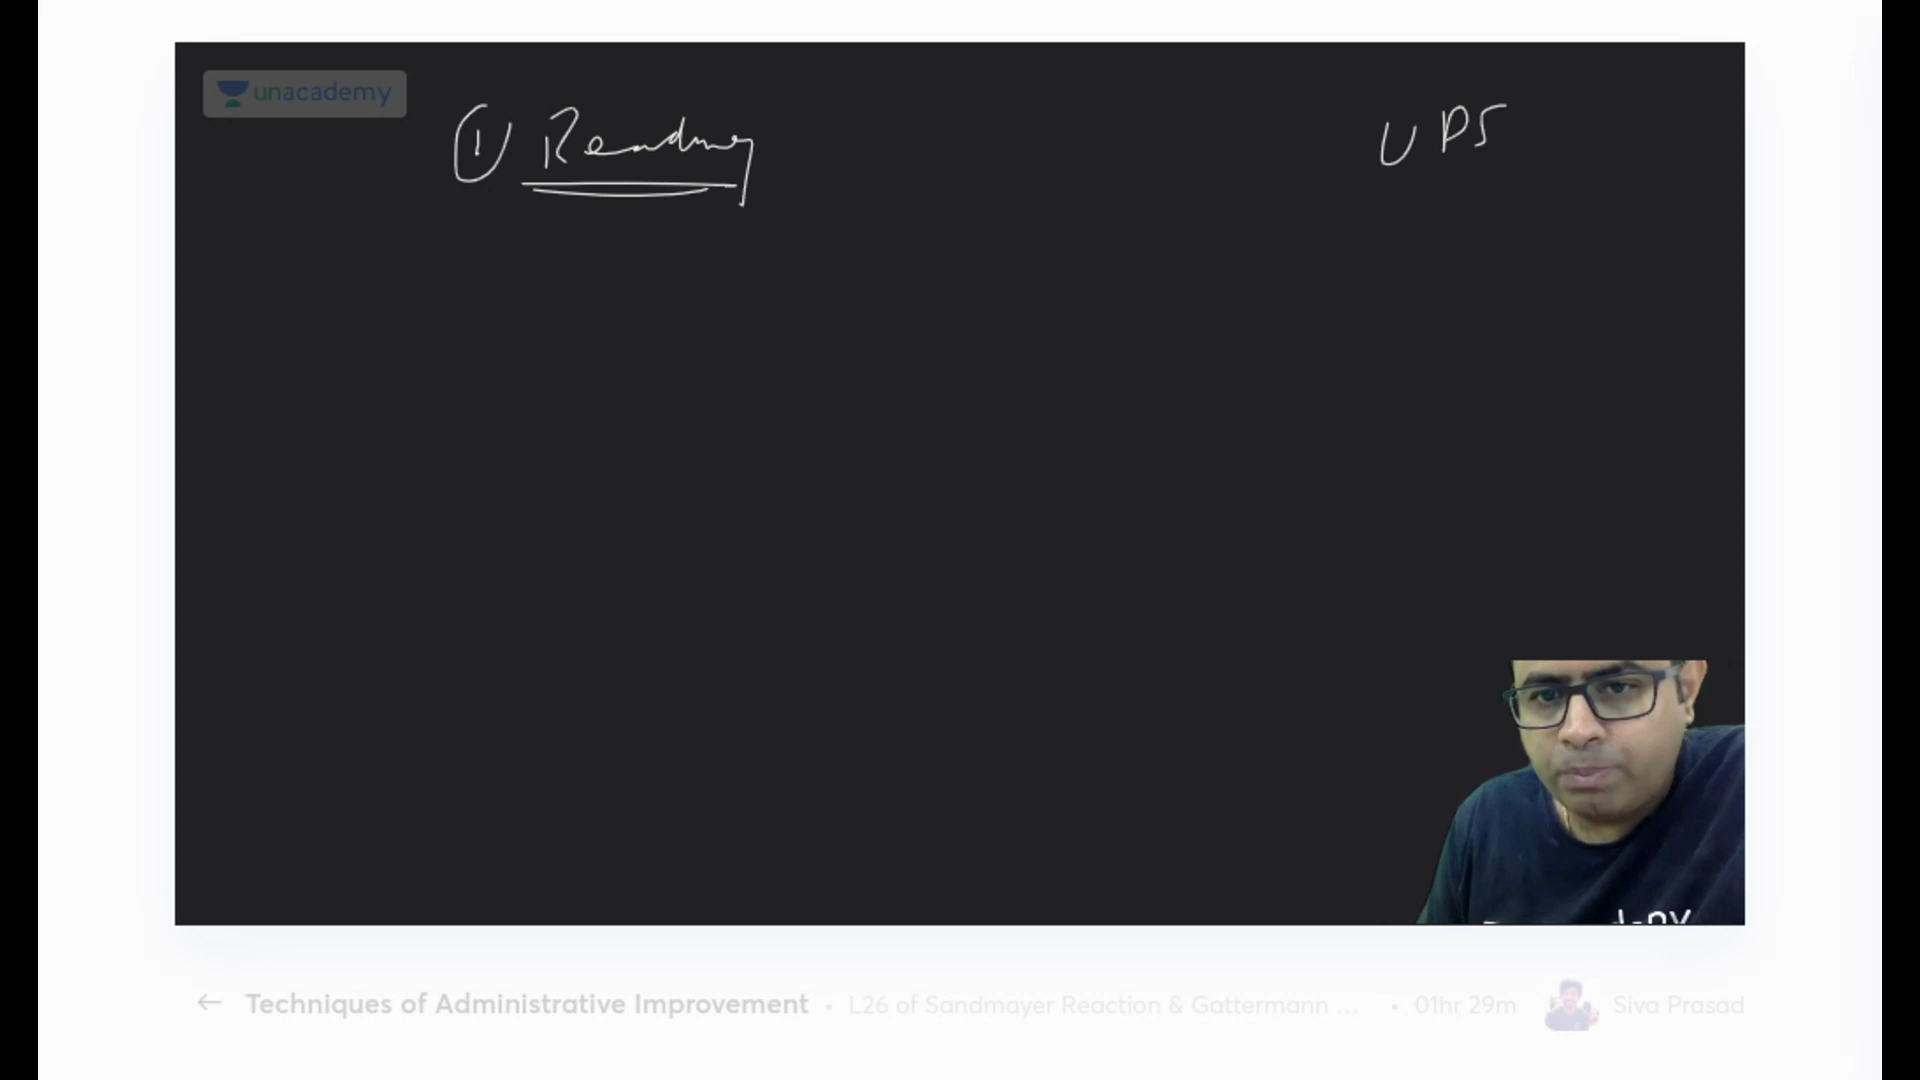 unacademy
① Reading
UPS
Techniques of Administrative Improvement • L26 of Sandmayer Reaction & Gattermann ... • 01hr 29m Siva Prasad